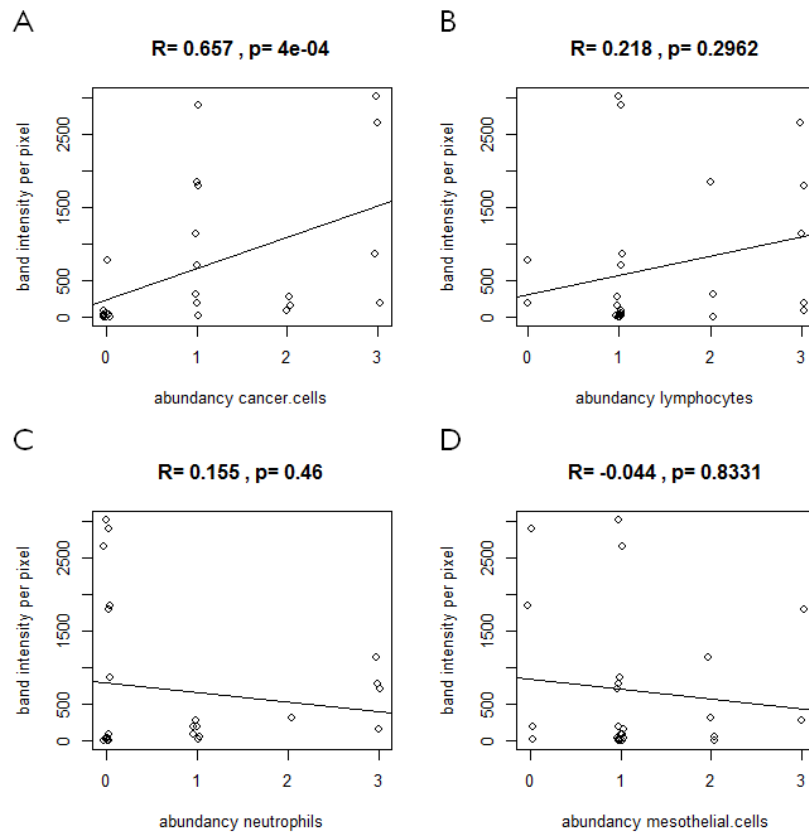 A
R= 0.657 , p= 4e-04
band intensity per pixel
2500
1500
500
0
0 1 2 3
abundancy cancer.cells
B
R= 0.218 , p= 0.2962
band intensity per pixel
2500
1500
500
0
0 1 2 3
abundancy lymphocytes
C
R= 0.155 , p= 0.46
band intensity per pixel
2500
1500
500
0
0 1 2 3
abundancy neutrophils
D
R= -0.044 , p= 0.8331
band intensity per pixel
2500
1500
500
0
0 1 2 3
abundancy mesothelial.cells